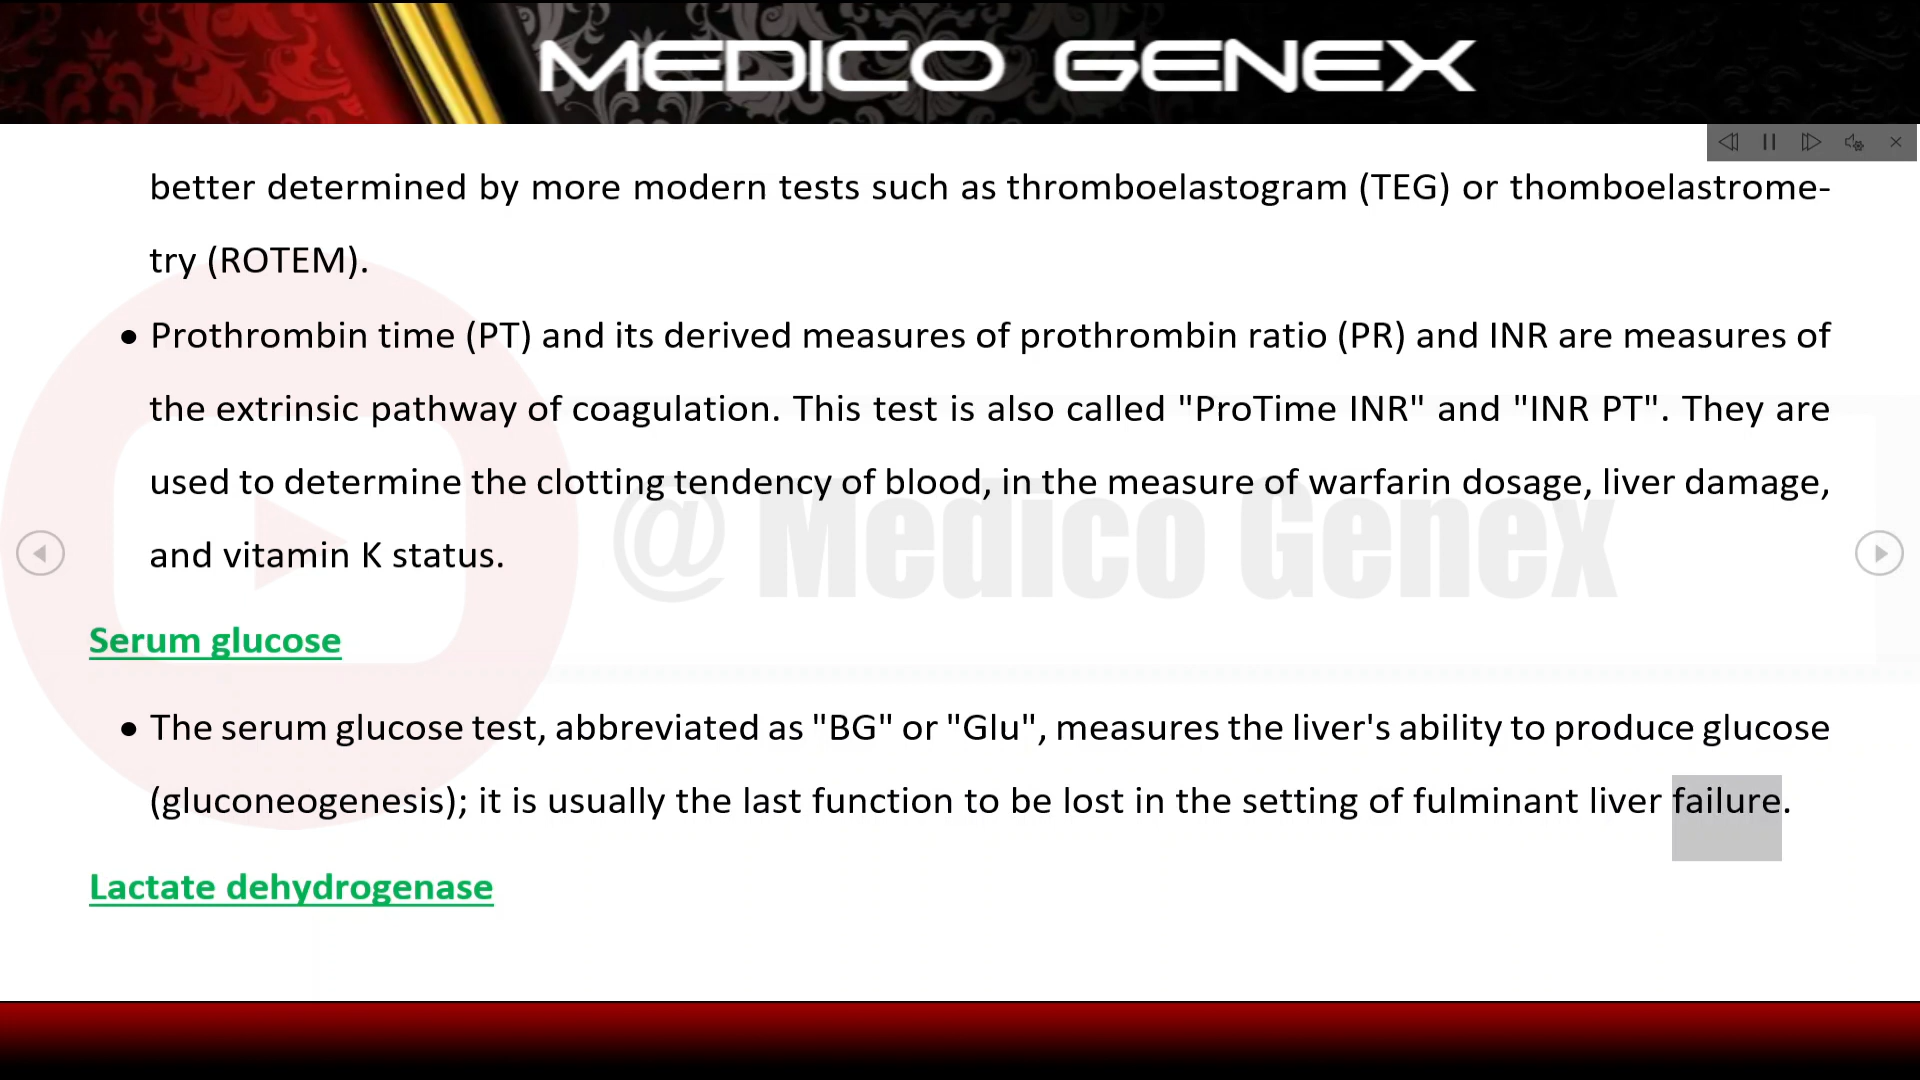 MEDICO GENEX
better determined by more modern tests such as thromboelastogram (TEG) or thomboelastrome-
try (ROTEM).
● Prothrombin time (PT) and its derived measures of prothrombin ratio (PR) and INR are measures of
the extrinsic pathway of coagulation. This test is also called "ProTime INR" and "INR PT". They are
used to determine the clotting tendency of blood, in the measure of warfarin dosage, liver damage,
and vitamin K status.
@ Medico Genex
Serum glucose
● The serum glucose test, abbreviated as "BG" or "Glu", measures the liver's ability to produce glucose
(gluconeogenesis); it is usually the last function to be lost in the setting of fulminant liver failure.
Lactate dehydrogenase